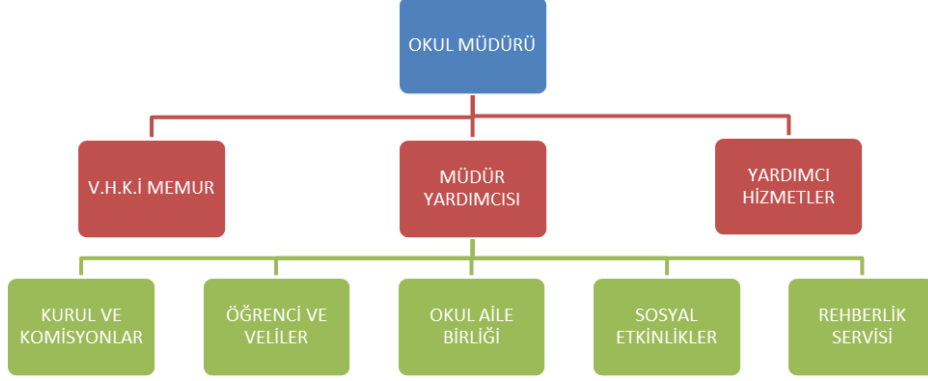 OKUL MÜDÜRÜ
V.H.K.İ MEMUR
MÜDÜR
YARDIMCISI
YARDIMCI
HİZMETLER
KURUL VE
KOMİSYONLAR
ÖĞRENCİ VE
VELİLER
OKUL AİLE
BİRLİĞİ
SOSYAL
ETKİNLİKLER
REHBERLİK
SERVİSİ